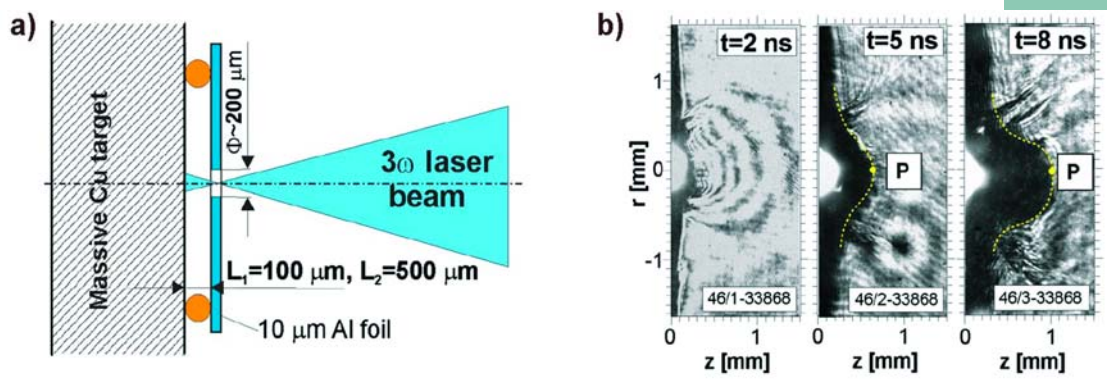 a)
Massive Cu target
Φ~200 μm
3ω laser
beam
L₁=100 μm, L₂=500 μm
10 μm Al foil
b)
t=2 ns
t=5 ns
t=8 ns
r [mm]
1
0
-1
P
P
46/1-33868
46/2-33868
46/3-33868
0 1
0 1
0 1
z [mm]
z [mm]
z [mm]